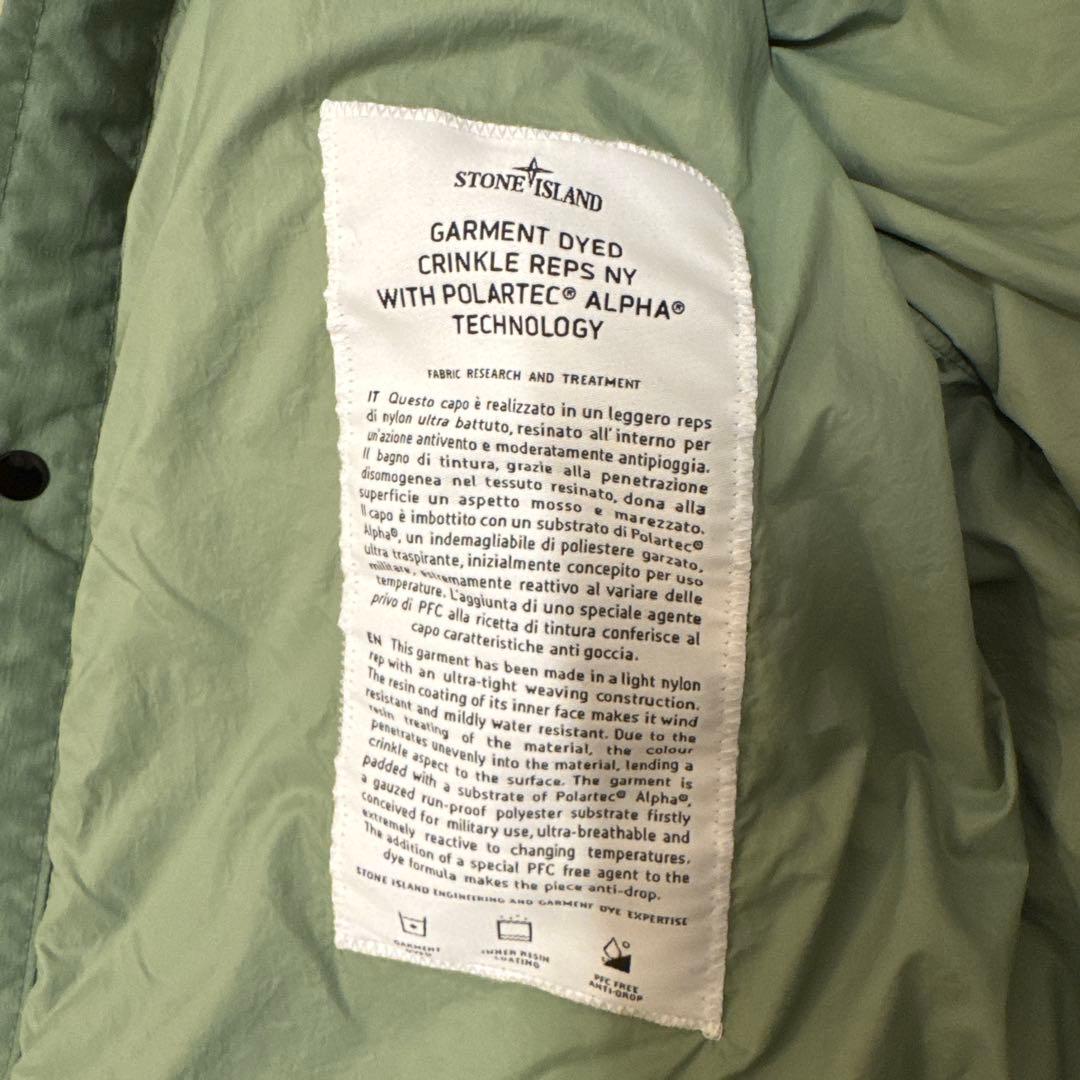 STONE ISLAND
GARMENT DYED
CRINKLE REPS NY
WITH POLARTEC® ALPHA®
TECHNOLOGY
FABRIC RESEARCH AND TREATMENT
IT Questo capo è realizzato in un leggero reps
di nylon ultra battuto, resinato all'interno per
un'azione antivento e moderatamente antipioggia.
Il bagno di tintura, grazie alla penetrazione
disomogenea nel tessuto resinato, dona alla
superficie un aspetto mosso e marezzato.
Il capo è imbottito con un substrato di Polartec®
Alpha®, un indemagliabile di poliestere garzato,
ultra traspirante, inizialmente concepito per uso
militare, estremamente reattivo al variare delle
temperature. L'aggiunta di uno speciale agente
privo di PFC alla ricetta di tintura conferisce al
capo caratteristiche anti goccia.
EN This garment has been made in a light nylon
rep with an ultra-tight weaving construction.
The resin coating of its inner face makes it wind
resistant and mildly water resistant. Due to the
resin treating of the material, the colour
penetrates unevenly into the material, lending a
crinkle aspect to the surface. The garment is
padded with a substrate of Polartec® Alpha®,
a gauzed run-proof polyester substrate firstly
conceived for military use, ultra-breathable and
extremely reactive to changing temperatures.
The addition of a special PFC free agent to the
dye formula makes the piece anti-drop.
STONE ISLAND ENGINEERING AND GARMENT DYE EXPERTISE
GARMENT
DYED
INNER RESIN
COATING
PFC FREE
ANTI-DROP